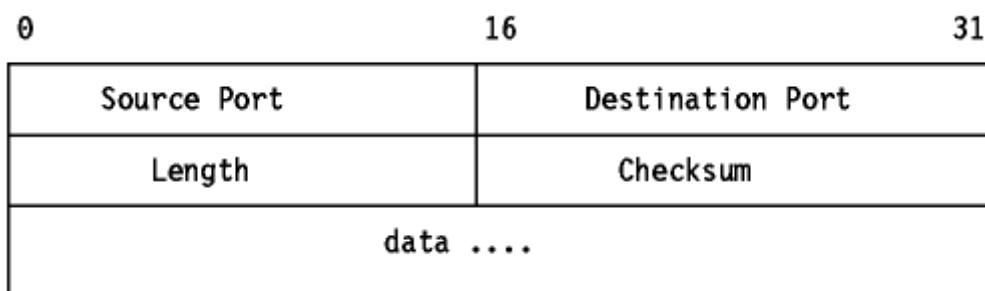 0 16 31
Source Port Destination Port
Length Checksum
data ....